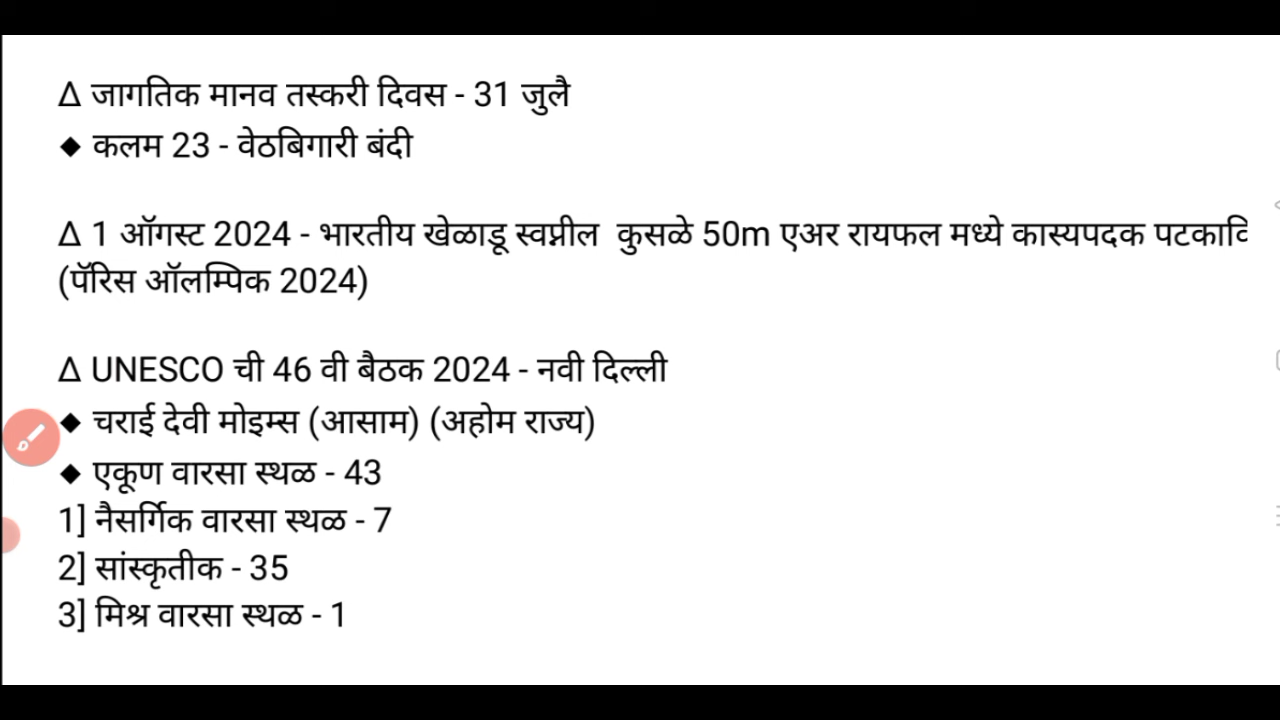 Δ जागतिक मानव तस्करी दिवस - 31 जुलै
◆ कलम 23 - वेठबिगारी बंदी
Δ 1 ऑगस्ट 2024 - भारतीय खेळाडू स्वप्नील कुसळे 50m एअर रायफल मध्ये कास्यपदक
(पॅरिस ऑलम्पिक 2024)
Δ UNESCO ची 46 वी बैठक 2024 - नवी दिल्ली
◆ चराई देवी मोइम्स (आसाम) (अहोम राज्य)
◆ एकूण वारसा स्थळ - 43
1] नैसर्गिक वारसा स्थळ - 7
2] सांस्कृतीक - 35
3] मिश्र वारसा स्थळ - 1